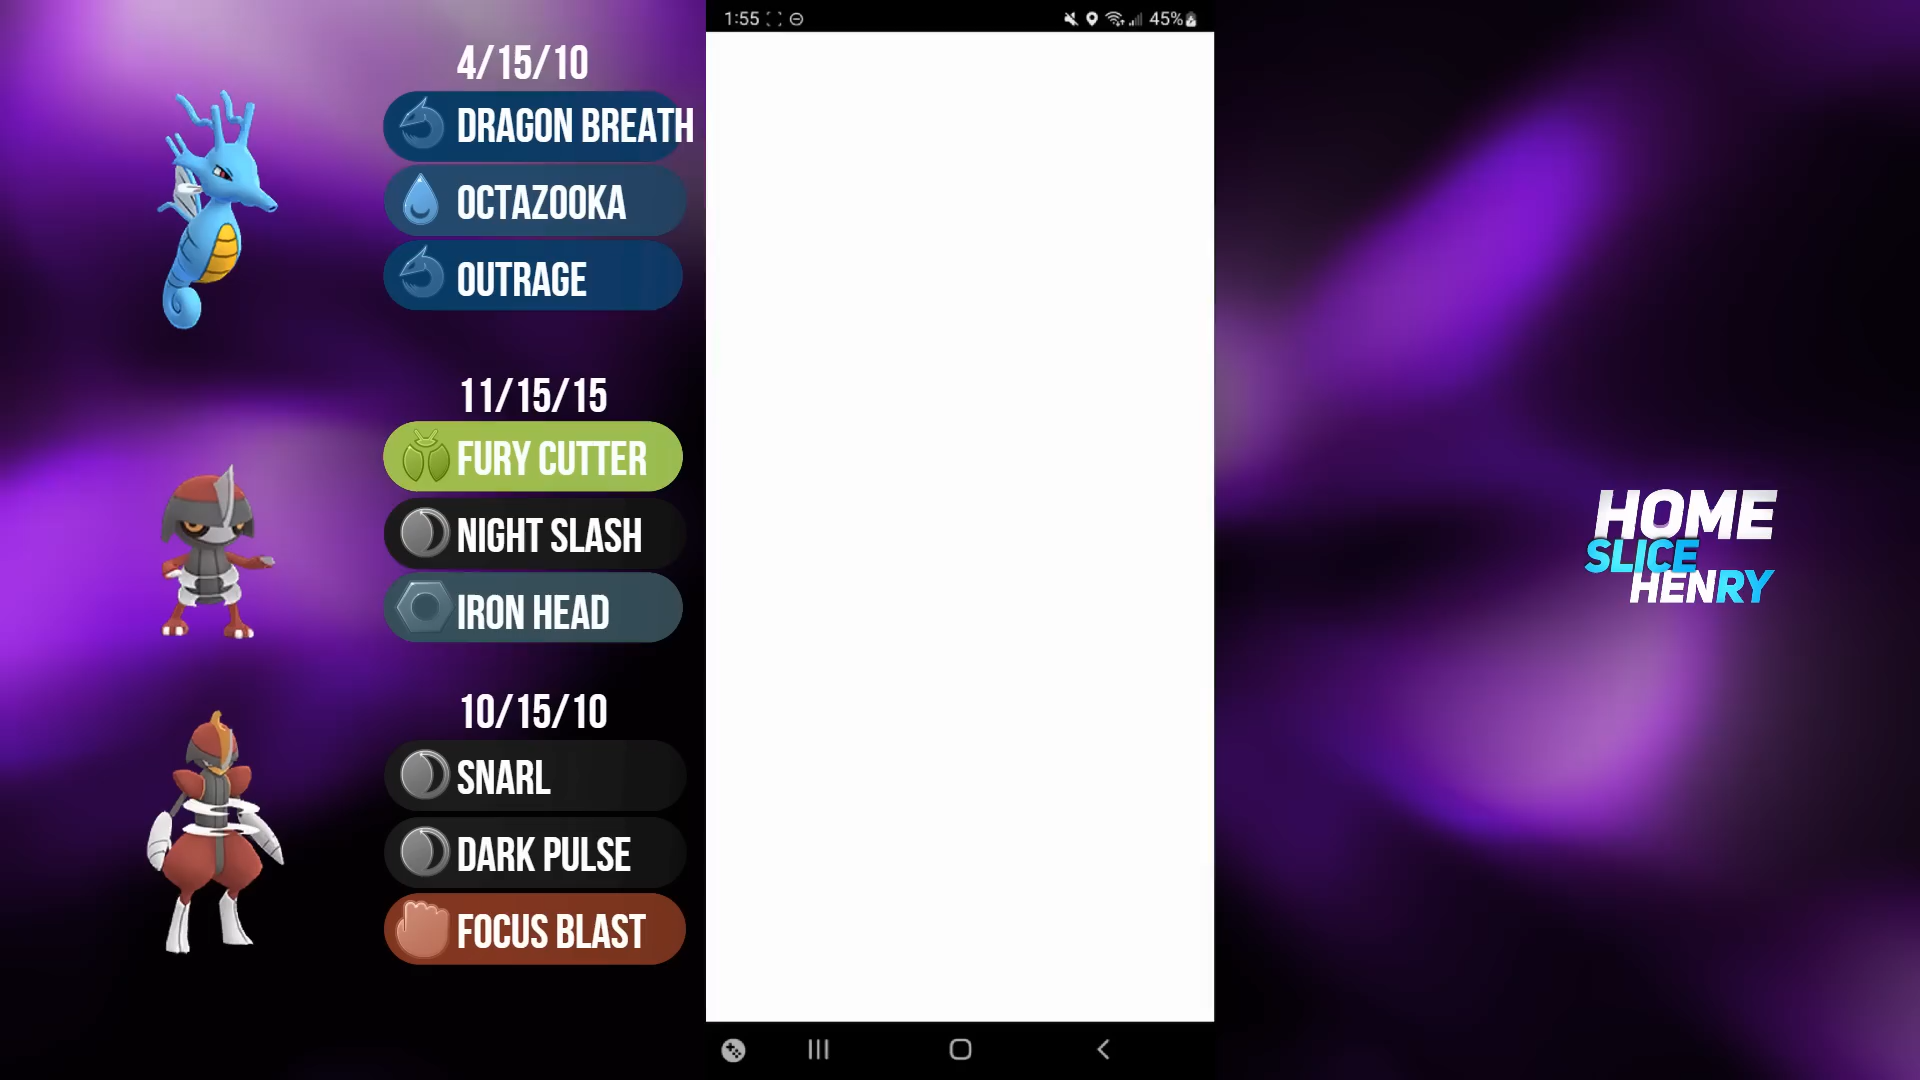 4/15/10
DRAGON BREATH
OCTAZOOKA
OUTRAGE
11/15/15
FURY CUTTER
NIGHT SLASH
IRON HEAD
10/15/10
SNARL
DARK PULSE
FOCUS BLAST
1:55
45%
HOME
SLICE
HENRY